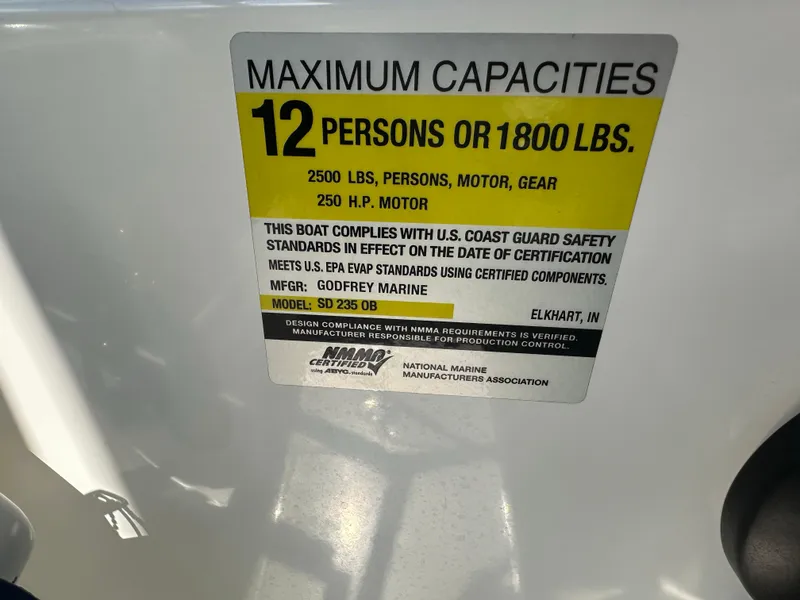 MAXIMUM CAPACITIES
12 PERSONS OR 1800 LBS.
2500 LBS, PERSONS, MOTOR, GEAR
250 H.P. MOTOR
THIS BOAT COMPLIES WITH U.S. COAST GUARD SAFETY
STANDARDS IN EFFECT ON THE DATE OF CERTIFICATION
MEETS U.S. EPA EVAP STANDARDS USING CERTIFIED COMPONENTS.
MFGR: GODFREY MARINE
MODEL: SD 235 OB
ELKHART, IN
DESIGN COMPLIANCE WITH NMMA REQUIREMENTS IS VERIFIED.
MANUFACTURER RESPONSIBLE FOR PRODUCTION CONTROL.
NMMA
CERTIFIED
using ABYC standards
NATIONAL MARINE
MANUFACTURERS ASSOCIATION